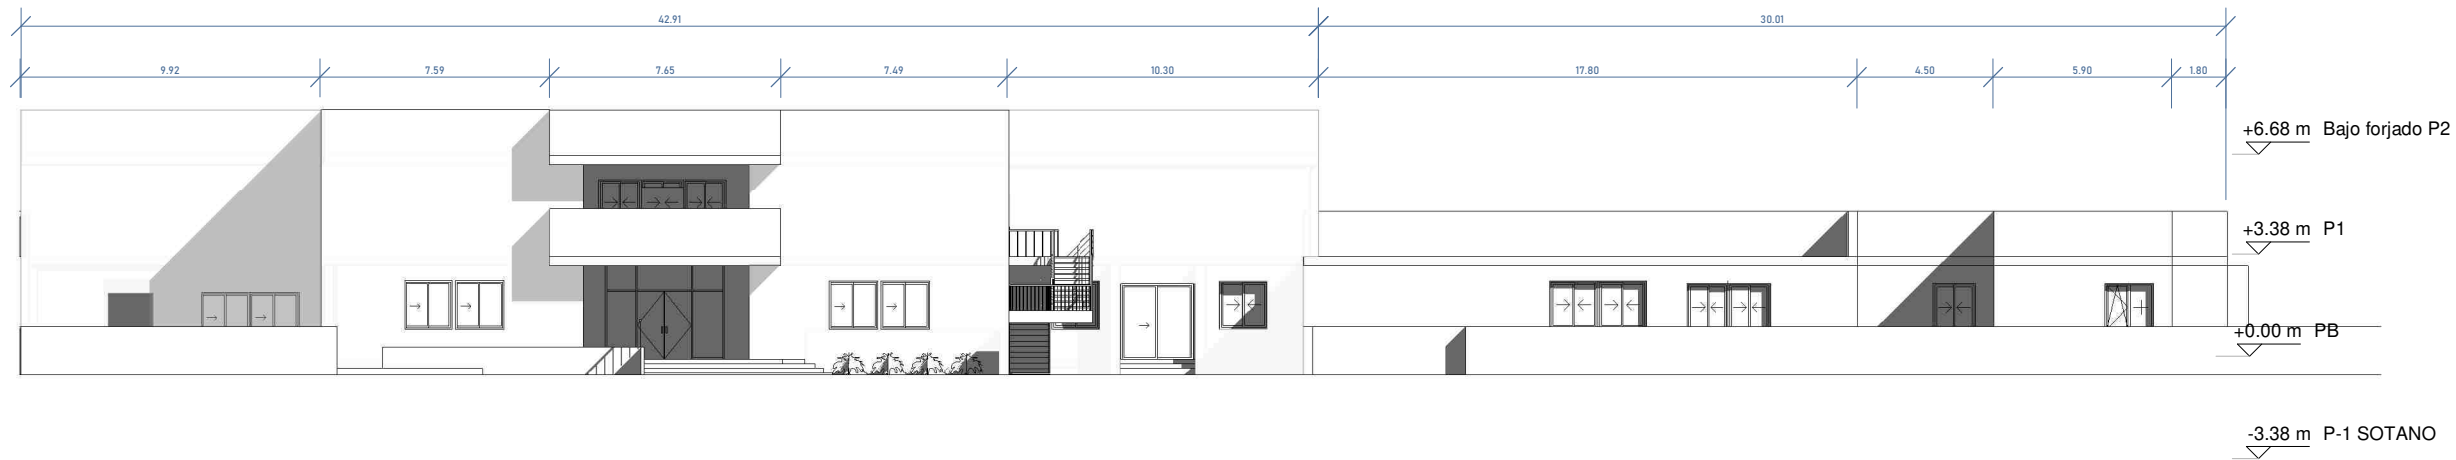 42.91 30.01
9.92 7.59 7.65 7.49 10.30 17.80 4.50 5.90 1.80
+6.68 m Bajo forjado P2
+3.38 m P1
+0.00 m PB
-3.38 m P-1 SOTANO